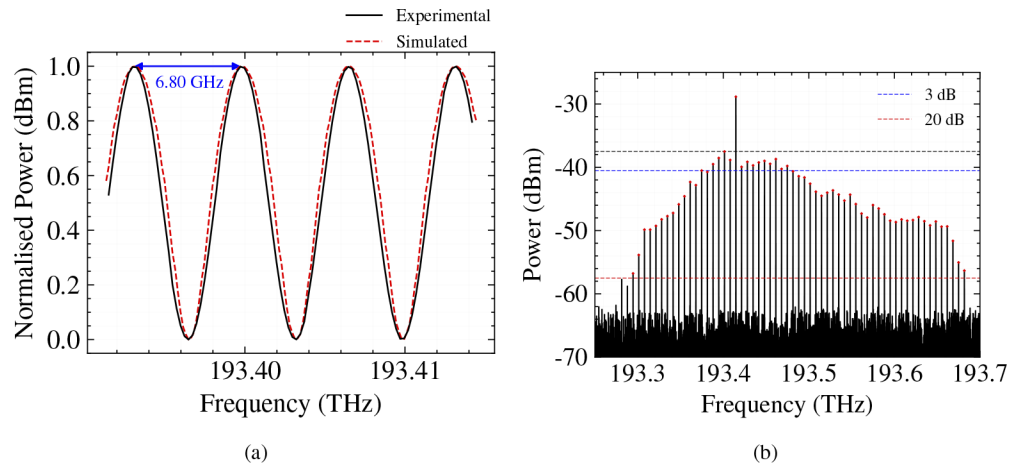 Experimental
Simulated
Normalised Power (dBm)
1.0
0.8
0.6
0.4
0.2
0.0
6.80 GHz
193.40
193.41
Frequency (THz)
(a)
Power (dBm)
-30
-40
-50
-60
-70
3 dB
20 dB
193.3
193.4
193.5
193.6
193.7
Frequency (THz)
(b)